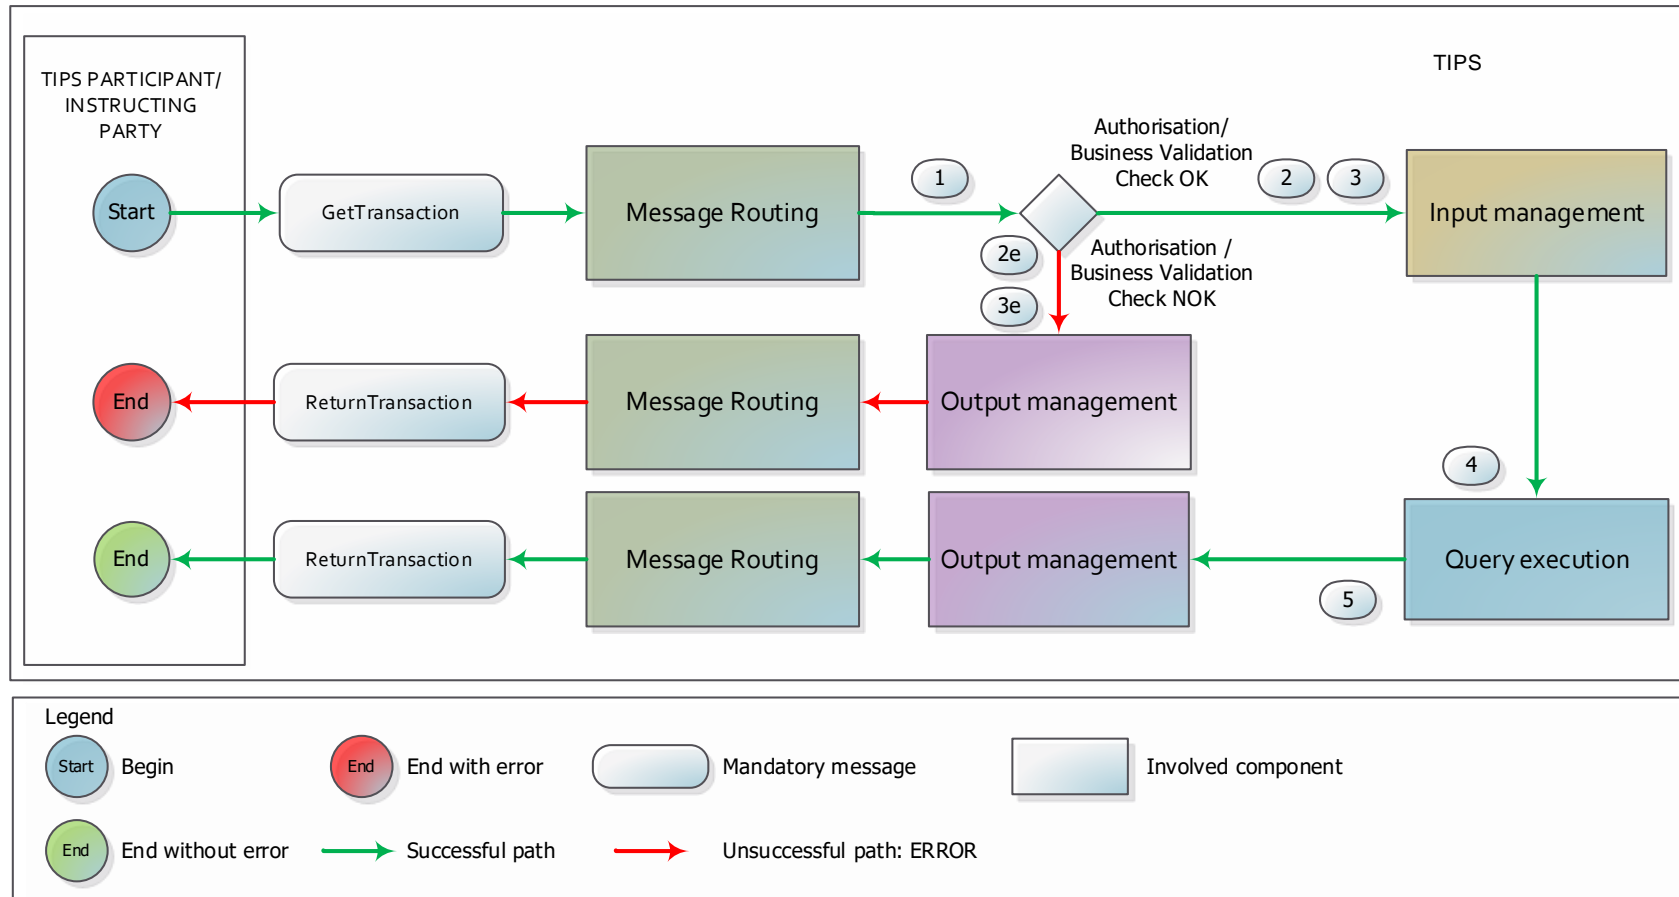 TIPS PARTICIPANT/
INSTRUCTING
PARTY
TIPS
Start
GetTransaction
Message Routing
1
Authorisation/
Business Validation
Check OK
2
3
Input management
2e
3e
Authorisation /
Business Validation
Check NOK
End
ReturnTransaction
Message Routing
Output management
4
End
ReturnTransaction
Message Routing
Output management
Query execution
5
Legend
Start
Begin
End
End with error
Mandatory message
Involved component
End
End without error
Successful path
Unsuccessful path: ERROR